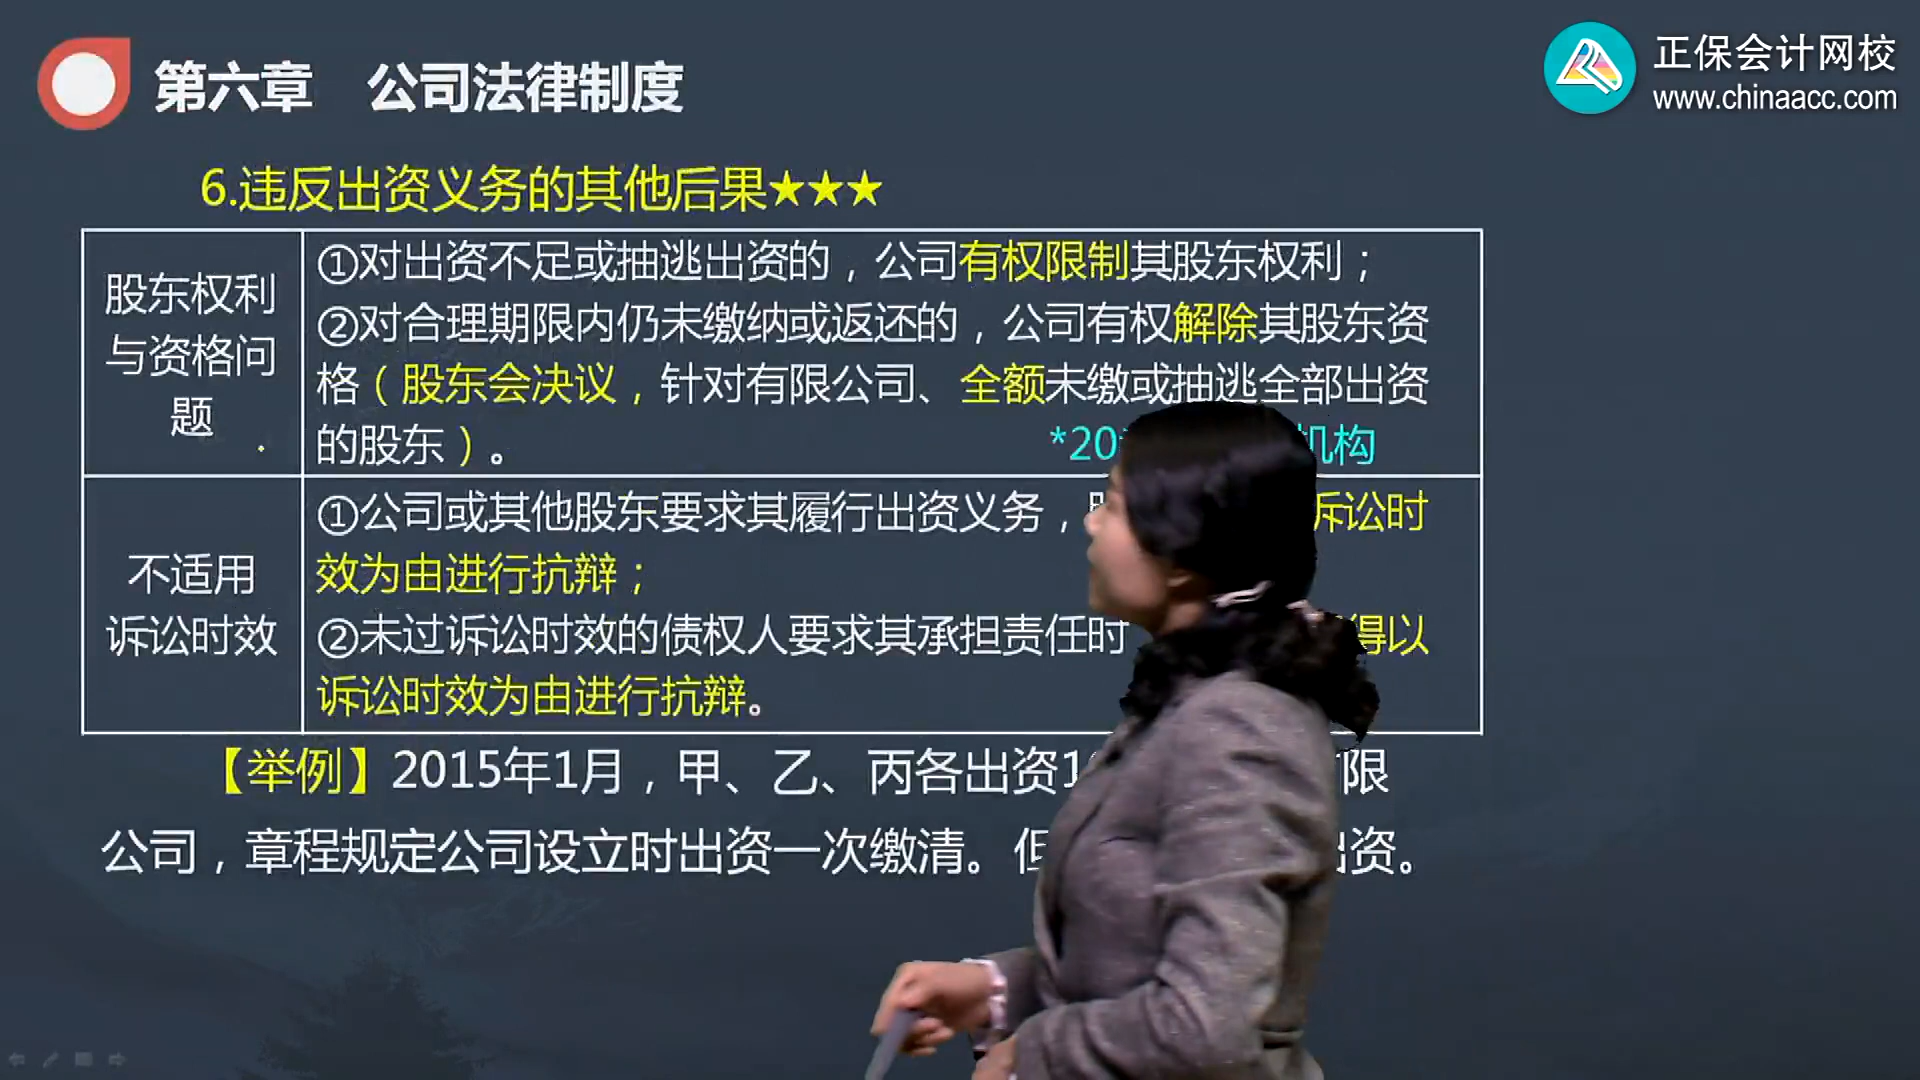 第六章 公司法律制度
正保会计网校
www.chinaacc.com
6.违反出资义务的其他后果★★★
股东权利
与资格问
题
①对出资不足或抽逃出资的，公司有权限制其股东权利；
②对合理期限内仍未缴纳或返还的，公司有权解除其股东资
格（股东会决议，针对有限公司、全额未缴或抽逃全部出资
的股东）。
*20 机构
不适用
诉讼时效
①公司或其他股东要求其履行出资义务， 诉讼时
效为由进行抗辩；
②未过诉讼时效的债权人要求其承担责任时 得以
诉讼时效为由进行抗辩。
【举例】2015年1月，甲、乙、丙各出资1 限
公司，章程规定公司设立时出资一次缴清。但 出资。